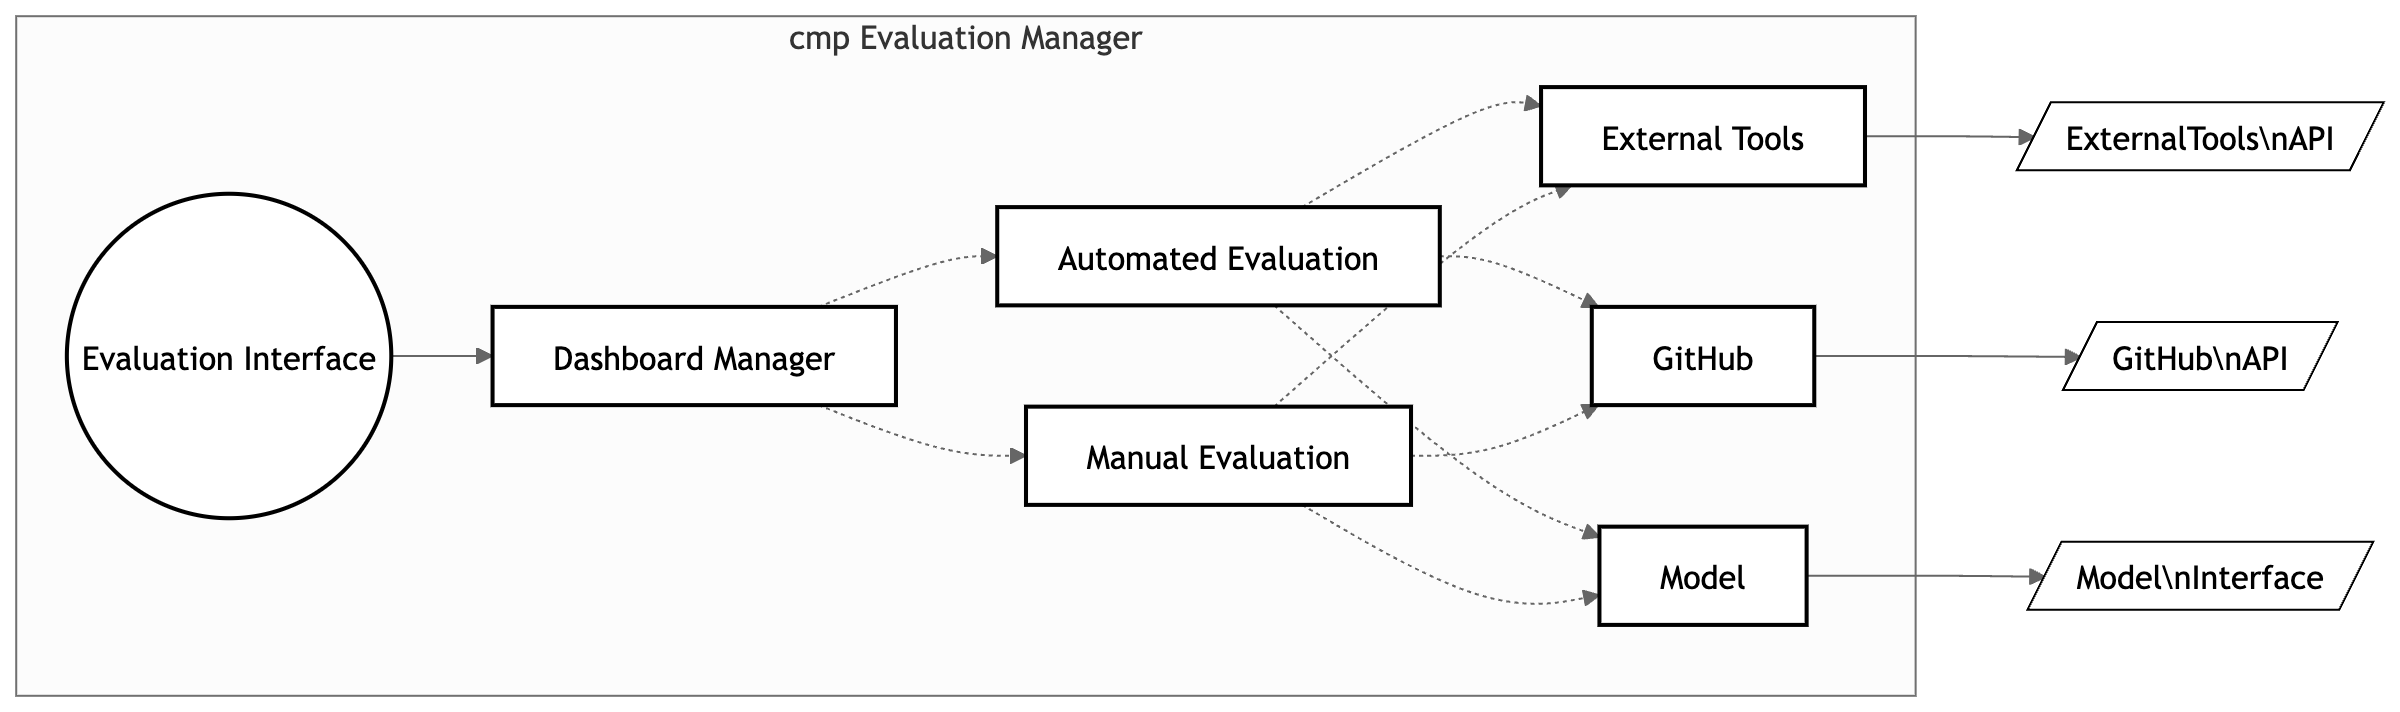 cmp Evaluation Manager
Evaluation Interface
Dashboard Manager
Automated Evaluation
Manual Evaluation
External Tools
GitHub
Model
ExternalTools\nAPI
GitHub\nAPI
Model\nInterface